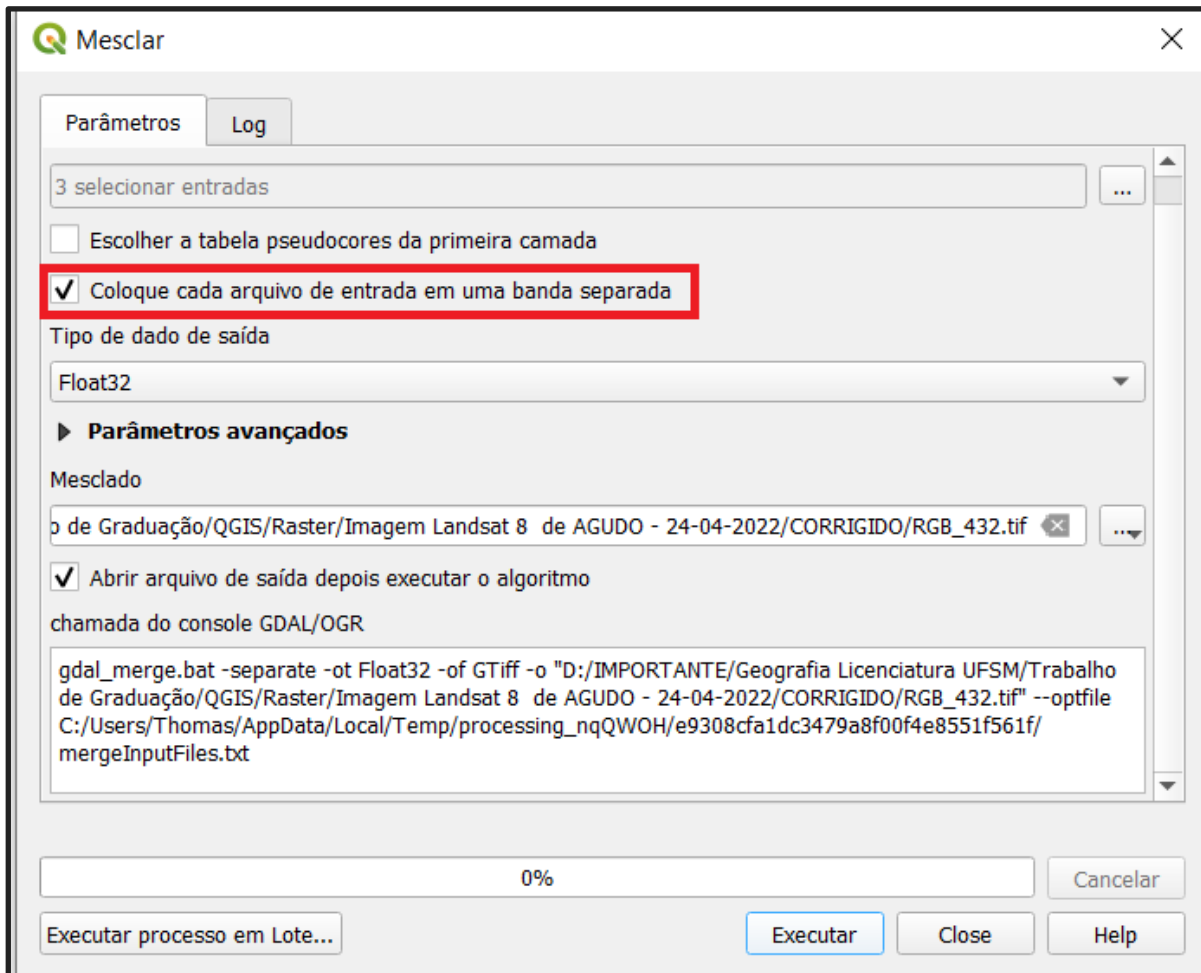 Mesclar
Parâmetros
Log
3 selecionar entradas
...
Escolher a tabela pseudocores da primeira camada
Coloque cada arquivo de entrada em uma banda separada
Tipo de dado de saída
Float32
Parâmetros avançados
Mesclado
o de Graduação/QGIS/Raster/Imagem Landsat 8  de AGUDO - 24-04-2022/CORRIGIDO/RGB_432.tif
...
Abrir arquivo de saída depois executar o algoritmo
chamada do console GDAL/OGR
gdal_merge.bat -separate -ot Float32 -of GTiff -o "D:/IMPORTANTE/Geografia Licenciatura UFSM/Trabalho
de Graduação/QGIS/Raster/Imagem Landsat 8  de AGUDO - 24-04-2022/CORRIGIDO/RGB_432.tif" --optfile
C:/Users/Thomas/AppData/Local/Temp/processing_nqQWOH/e9308cfa1dc3479a8f00f4e8551f561f/
mergeInputFiles.txt
0%
Cancelar
Executar processo em Lote...
Executar
Close
Help